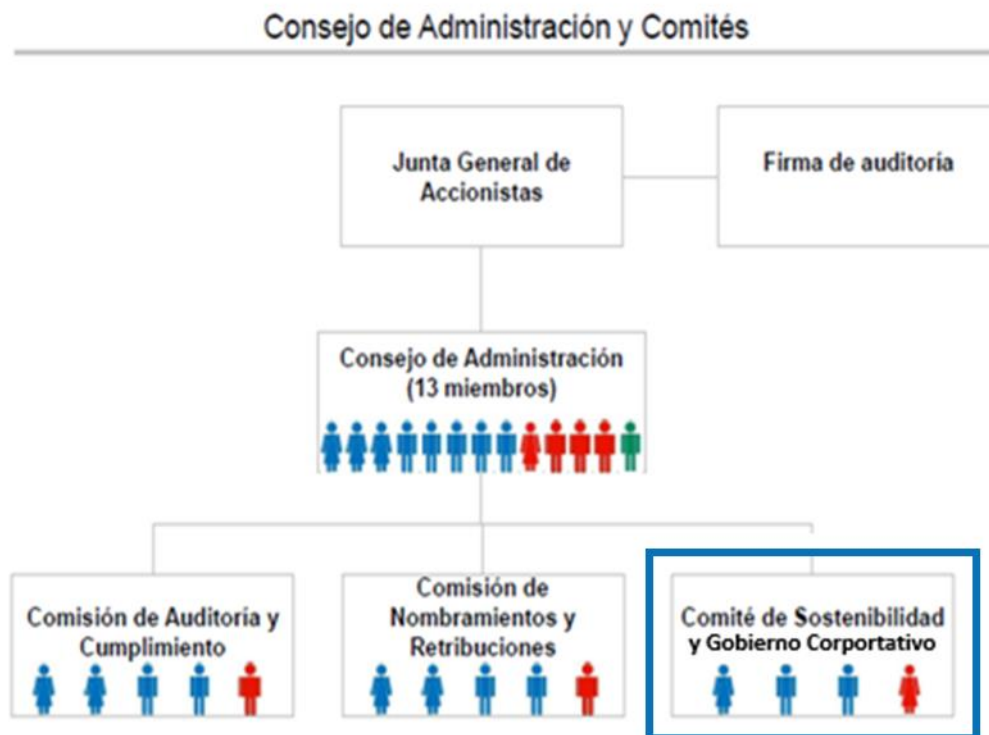 Consejo de Administración y Comités
Junta General de
Accionistas
Firma de auditoría
Consejo de Administración
(13 miembros)
Comisión de Auditoría y
Cumplimiento
Comisión de
Nombramientos y
Retribuciones
Comité de Sostenibilidad
y Gobierno Corportativo